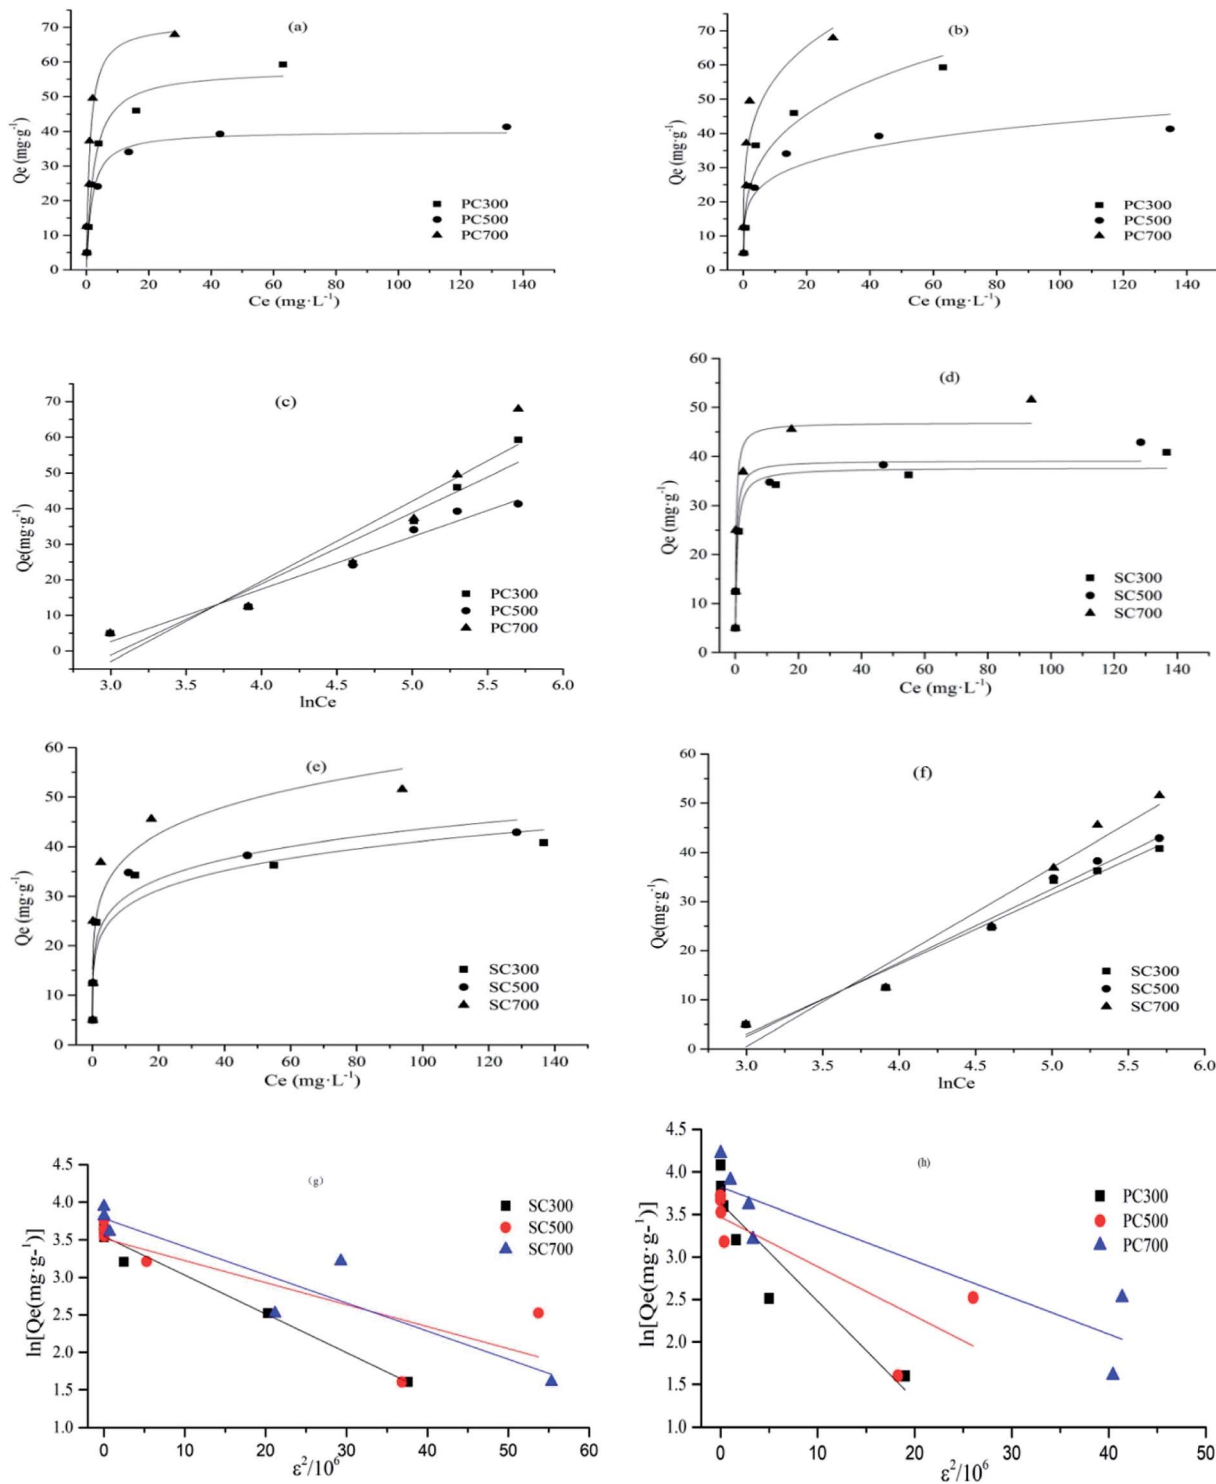 (a)
Qe (mg·g-1)
70
60
50
40
30
20
10
0
0 20 40 60 80 100 120 140
Ce (mg·L-1)
PC300
PC500
PC700
(b)
Qe (mg·g-1)
70
60
50
40
30
20
10
0
0 20 40 60 80 100 120 140
Ce (mg·L-1)
PC300
PC500
PC700
(c)
Qe(mg·g-1)
70
60
50
40
30
20
10
0
3.0 3.5 4.0 4.5 5.0 5.5 6.0
lnCe
PC300
PC500
PC700
(d)
Qe (mg·g-1)
60
50
40
30
20
10
0
0 20 40 60 80 100 120 140
Ce (mg·L-1)
SC300
SC500
SC700
(e)
Qe (mg·g-1)
60
50
40
30
20
10
0
0 20 40 60 80 100 120 140
Ce (mg·L-1)
SC300
SC500
SC700
(f)
Qe(mg·g-1)
60
50
40
30
20
10
0
3.0 3.5 4.0 4.5 5.0 5.5 6.0
lnCe
SC300
SC500
SC700
(g)
ln[Qe(mg·g-1)]
4.5
4.0
3.5
3.0
2.5
2.0
1.5
1.0
0 10 20 30 40 50 60
ε2/106
SC300
SC500
SC700
(h)
ln[Qe(mg·g-1)]
4.5
4.0
3.5
3.0
2.5
2.0
1.5
1.0
0 10 20 30 40 50
ε2/106
PC300
PC500
PC700